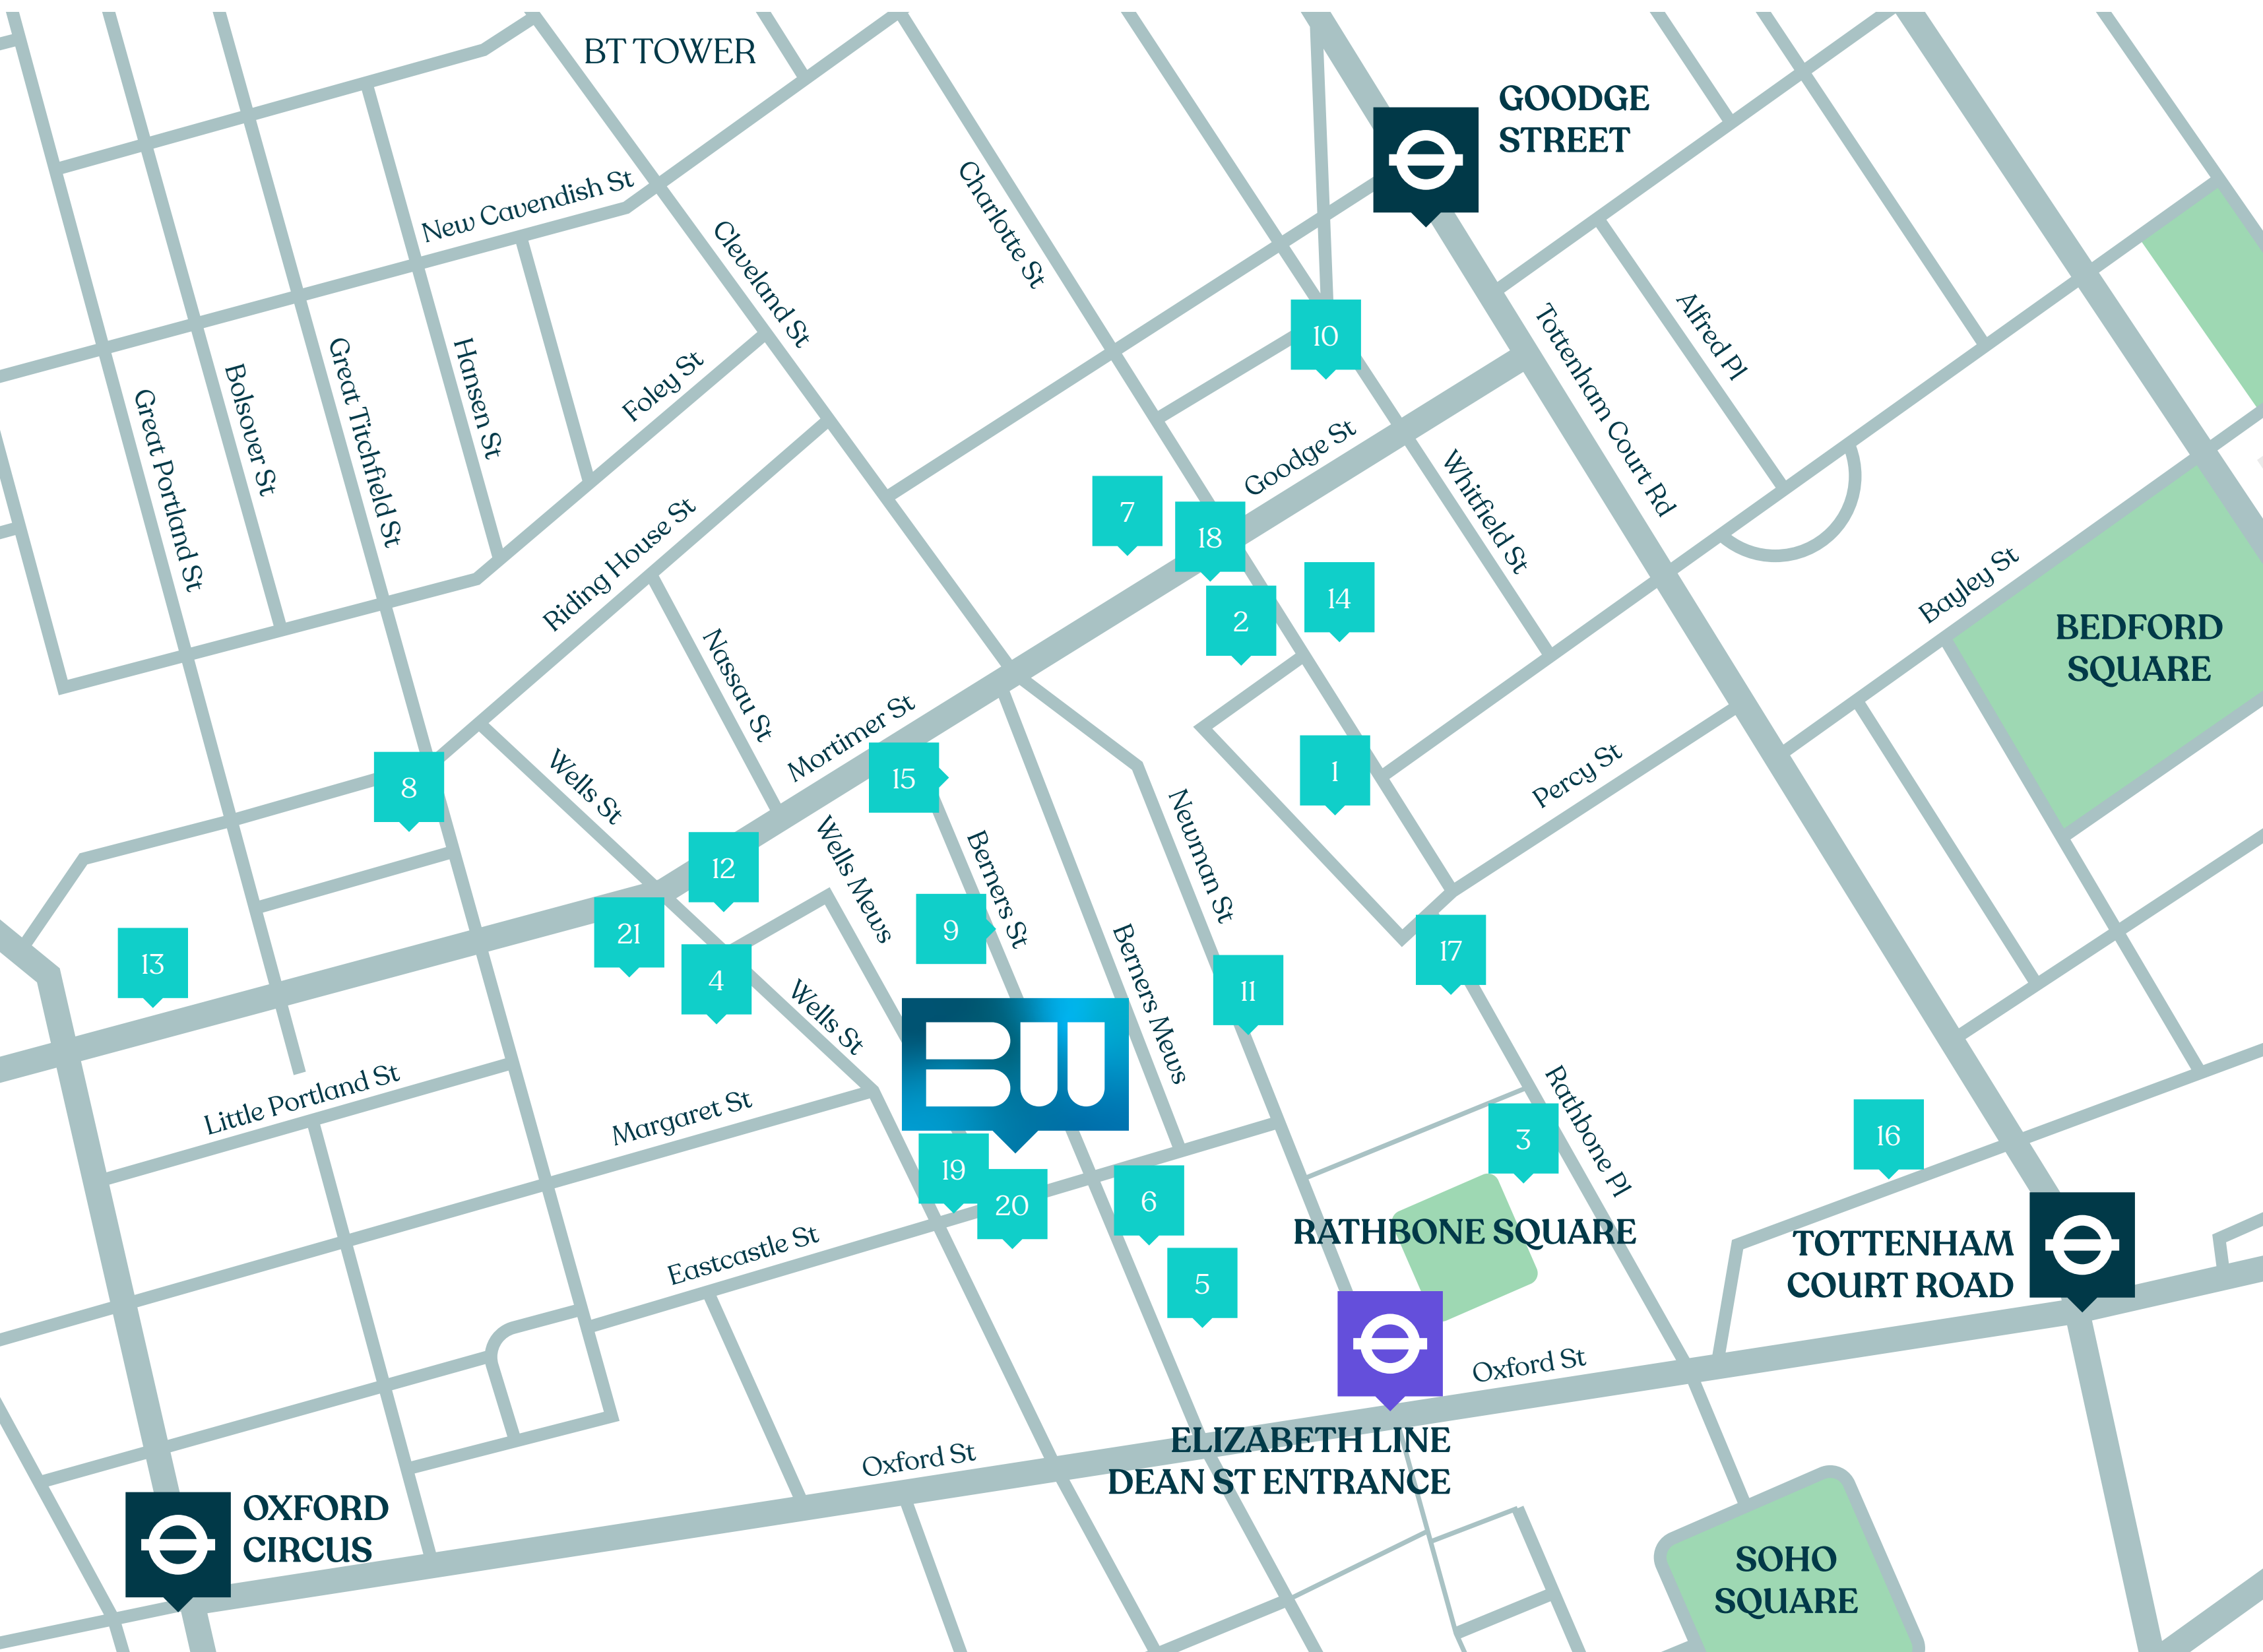 BT TOWER
GOODGE
STREET
New Cavendish St
Charlotte St
Cleveland St
10
Tottenham Court Rd
Alfred Pl
Great Portland St
Bolsover St
Great Titchfield St
Hansen St
Foley St
Goodge St
Whitfield St
7
18
Riding House St
2
14
Bayley St
BEDFORD
SQUARE
Nassau St
Mortimer St
15
1
Percy St
8
Wells St
12
Wells Mews
Berners St
Newman St
21
9
13
4
17
11
Wells St
Berners Mews
BW
Little Portland St
Margaret St
3
Rathbone Pl
16
19
20
6
RATHBONE SQUARE
Eastcastle St
5
TOTTENHAM
COURT ROAD
Oxford St
ELIZABETH LINE
DEAN ST ENTRANCE
Oxford St
OXFORD
CIRCUS
SOHO
SQUARE